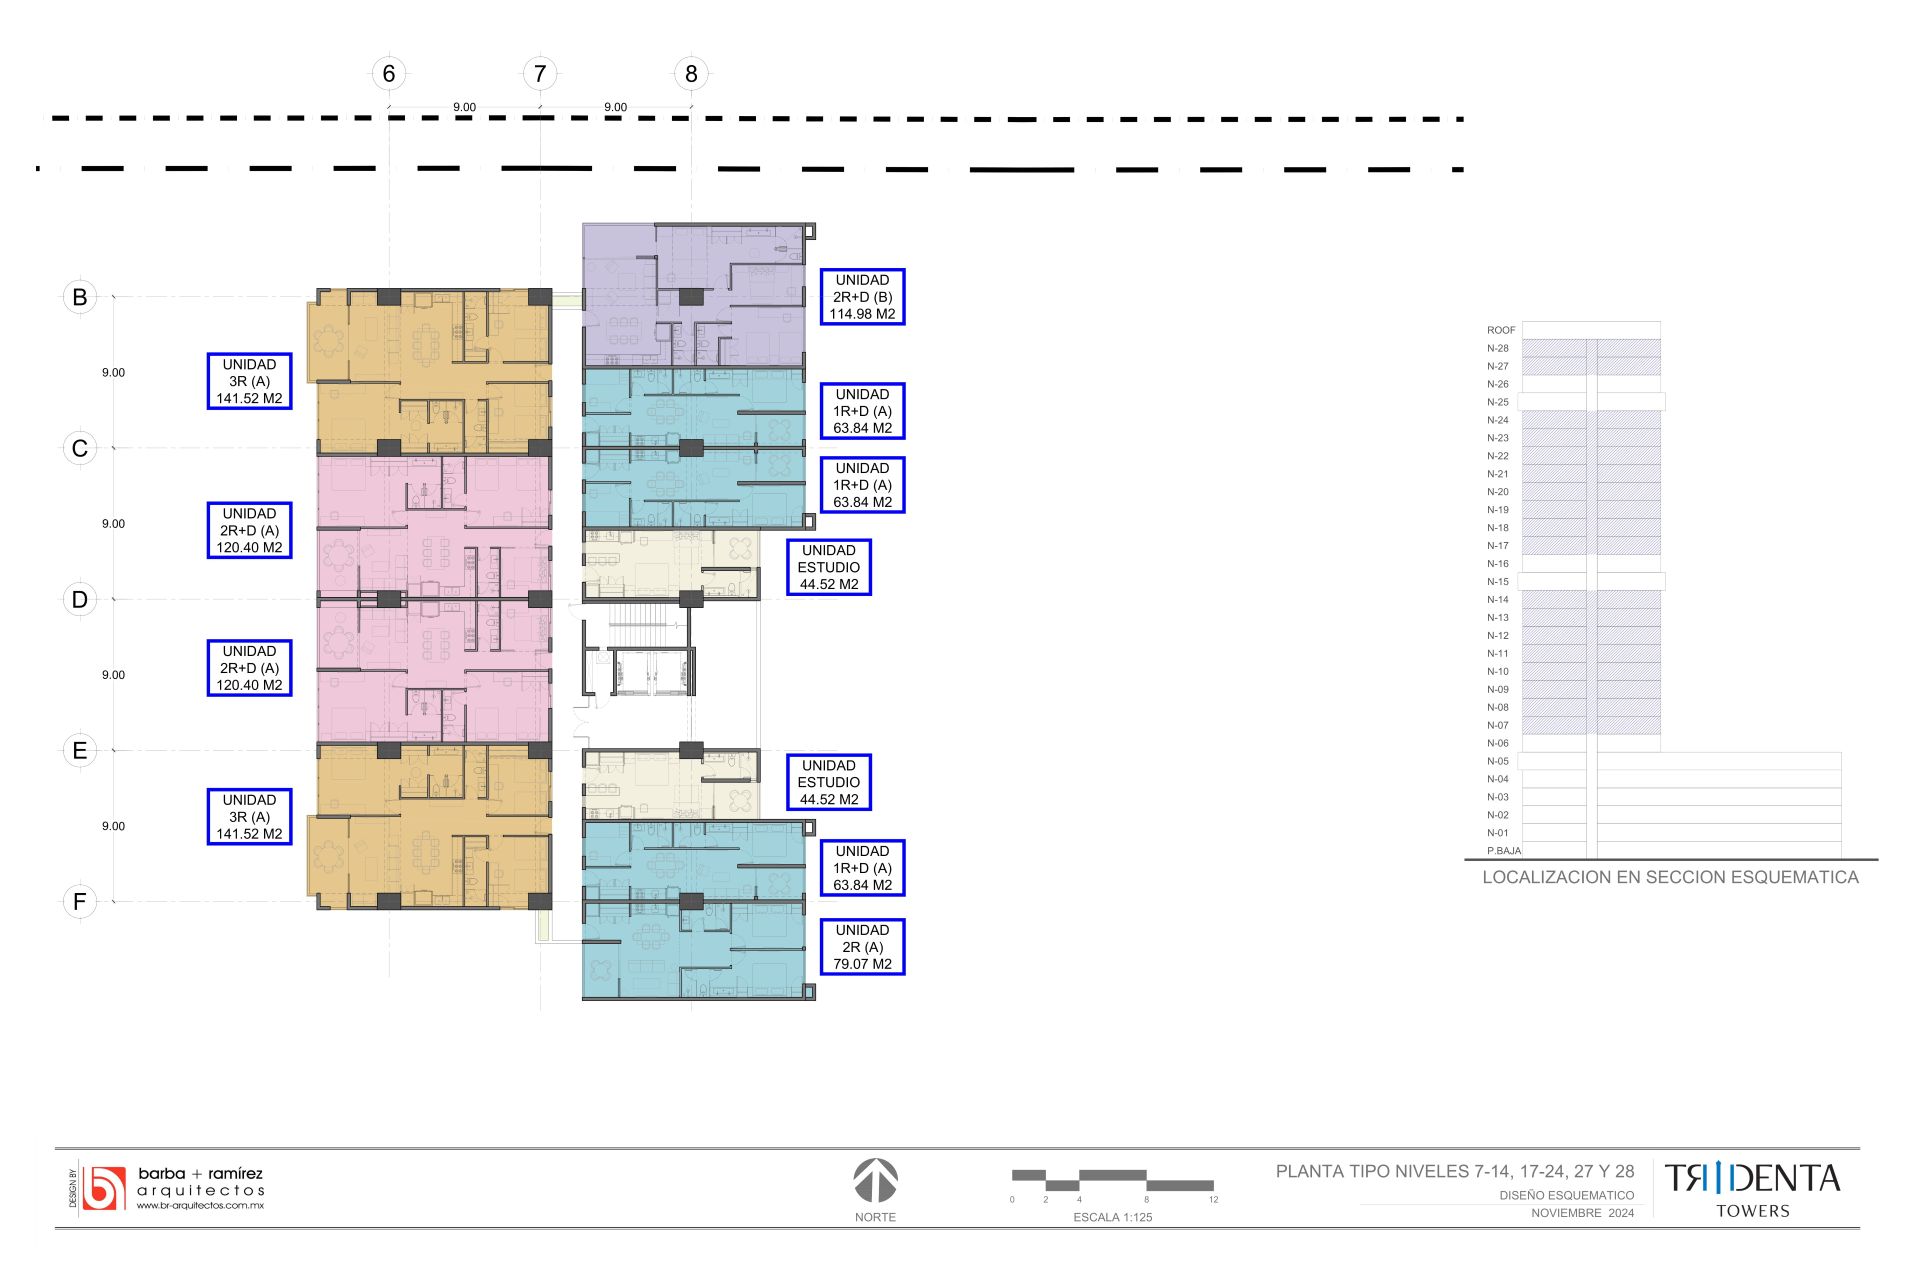 6
7
8
9.00
9.00
B
C
D
E
F
9.00
9.00
9.00
9.00
UNIDAD
3R (A)
141.52 M2
UNIDAD
2R+D (A)
120.40 M2
UNIDAD
2R+D (A)
120.40 M2
UNIDAD
3R (A)
141.52 M2
UNIDAD
2R+D (B)
114.98 M2
UNIDAD
1R+D (A)
63.84 M2
UNIDAD
1R+D (A)
63.84 M2
UNIDAD
ESTUDIO
44.52 M2
UNIDAD
ESTUDIO
44.52 M2
UNIDAD
1R+D (A)
63.84 M2
UNIDAD
2R (A)
79.07 M2
ROOF
N-28
N-27
N-26
N-25
N-24
N-23
N-22
N-21
N-20
N-19
N-18
N-17
N-16
N-15
N-14
N-13
N-12
N-11
N-10
N-09
N-08
N-07
N-06
N-05
N-04
N-03
N-02
N-01
P.BAJA
LOCALIZACION EN SECCION ESQUEMATICA
DESIGN BY
barba + ramírez
arquitectos
www.br-arquitectos.com.mx
NORTE
0 2 4 8 12
ESCALA 1:125
PLANTA TIPO NIVELES 7-14, 17-24, 27 Y 28
DISEÑO ESQUEMATICO
NOVIEMBRE 2024
TRIDENTA
TOWERS